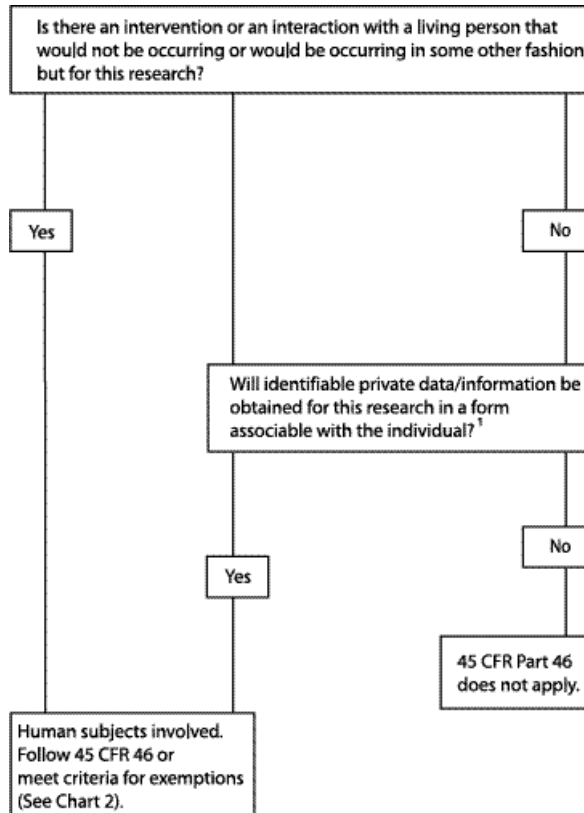 Is there an intervention or an interaction with a living person that
would not be occurring or would be occurring in some other fashion
but for this research?
Yes
No
Will identifiable private data/information be
obtained for this research in a form
associable with the individual?¹
No
Yes
45 CFR Part 46
does not apply.
Human subjects involved.
Follow 45 CFR 46 or
meet criteria for exemptions
(See Chart 2).